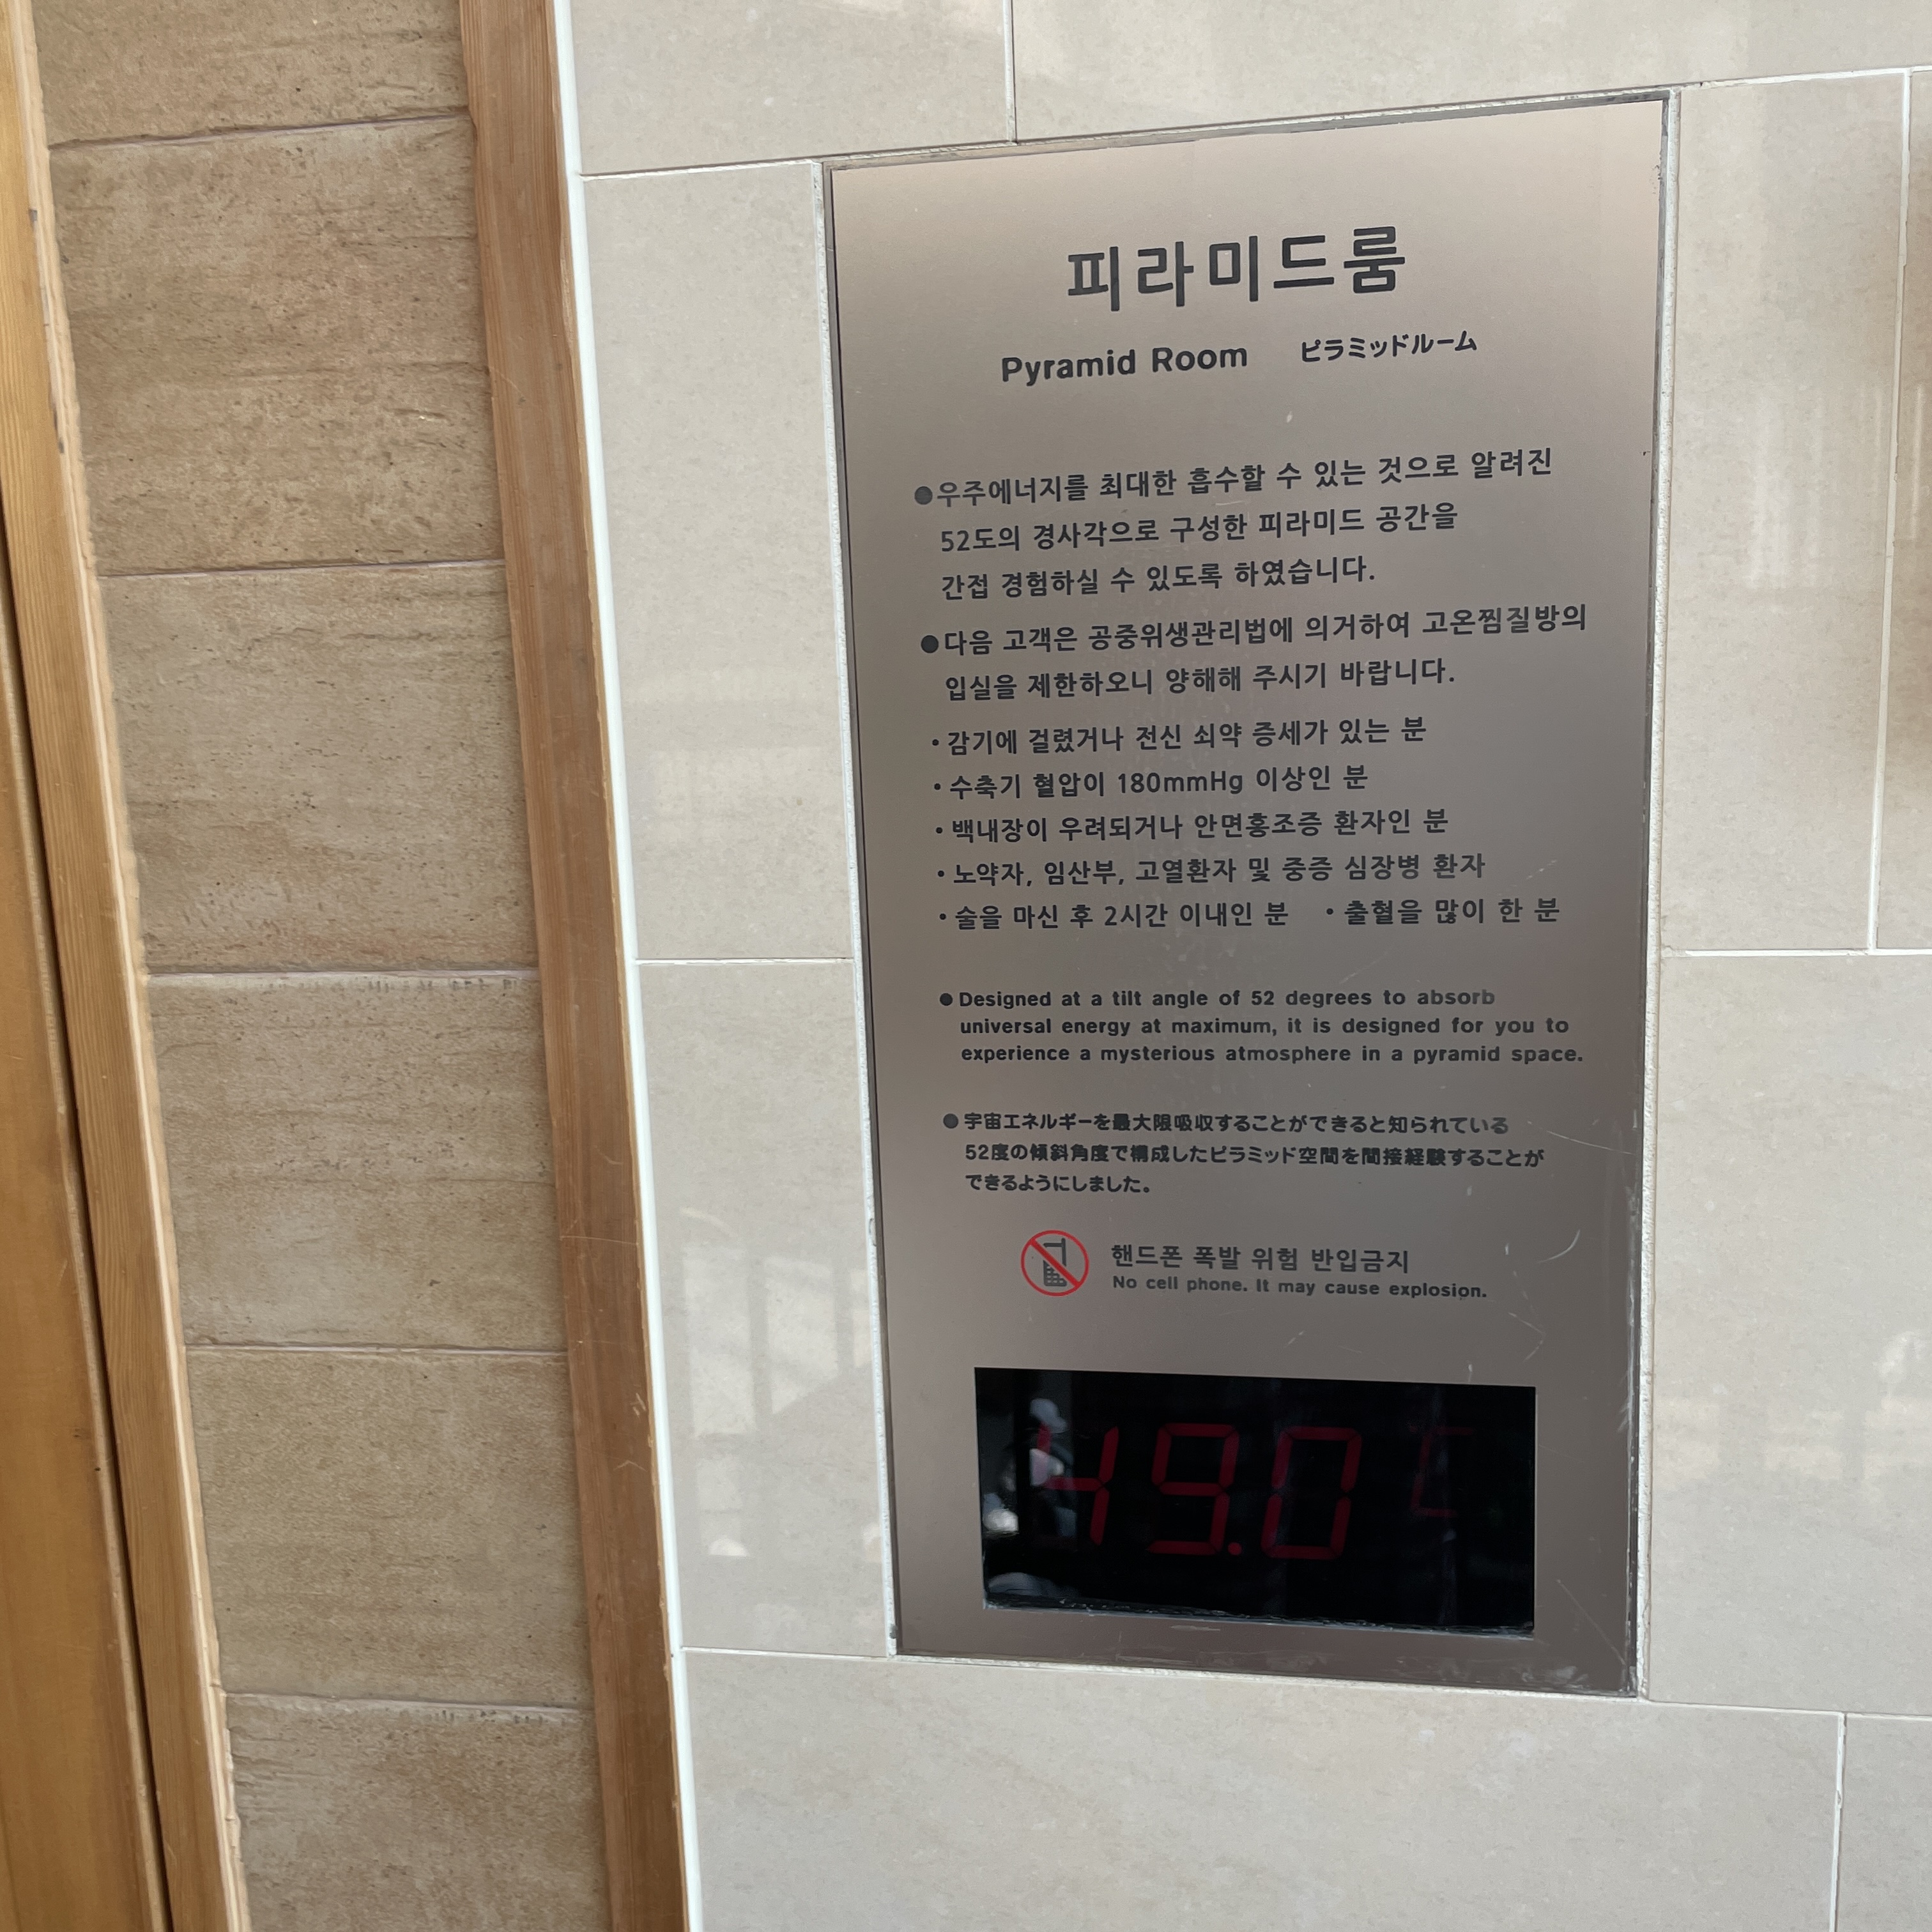 피라미드룸
Pyramid Room ピラミッドルーム
●우주에너지를 최대한 흡수할 수 있는 것으로 알려진
52도의 경사각으로 구성한 피라미드 공간을
간접 경험하실 수 있도록 하였습니다.
●다음 고객은 공중위생관리법에 의거하여 고온찜질방의
입실을 제한하오니 양해해 주시기 바랍니다.
・감기에 걸렸거나 전신 쇠약 증세가 있는 분
・수축기 혈압이 180mmHg 이상인 분
・백내장이 우려되거나 안면홍조증 환자인 분
・노약자, 임산부, 고열환자 및 중증 심장병 환자
・술을 마신 후 2시간 이내인 분 ・출혈을 많이 한 분
●Designed at a tilt angle of 52 degrees to absorb
universal energy at maximum, it is designed for you to
experience a mysterious atmosphere in a pyramid space.
●宇宙エネルギーを最大限吸収することができると知られている
52度の傾斜角度で構成したピラミッド空間を間接経験することが
できるようにしました。
핸드폰 폭발 위험 반입금지
No cell phone. It may cause explosion.
49.0 C